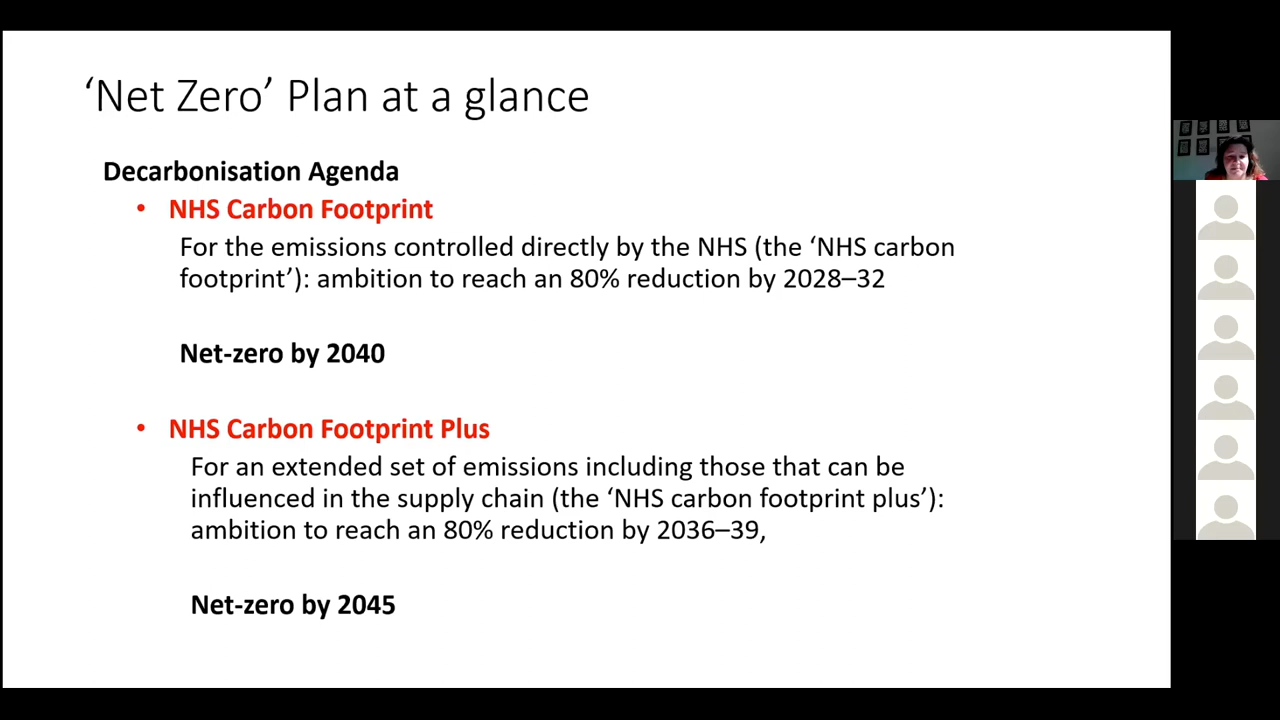 ‘Net Zero’ Plan at a glance
Decarbonisation Agenda
• NHS Carbon Footprint
For the emissions controlled directly by the NHS (the ‘NHS carbon
footprint’): ambition to reach an 80% reduction by 2028–32
Net-zero by 2040
• NHS Carbon Footprint Plus
For an extended set of emissions including those that can be
influenced in the supply chain (the ‘NHS carbon footprint plus’):
ambition to reach an 80% reduction by 2036–39,
Net-zero by 2045